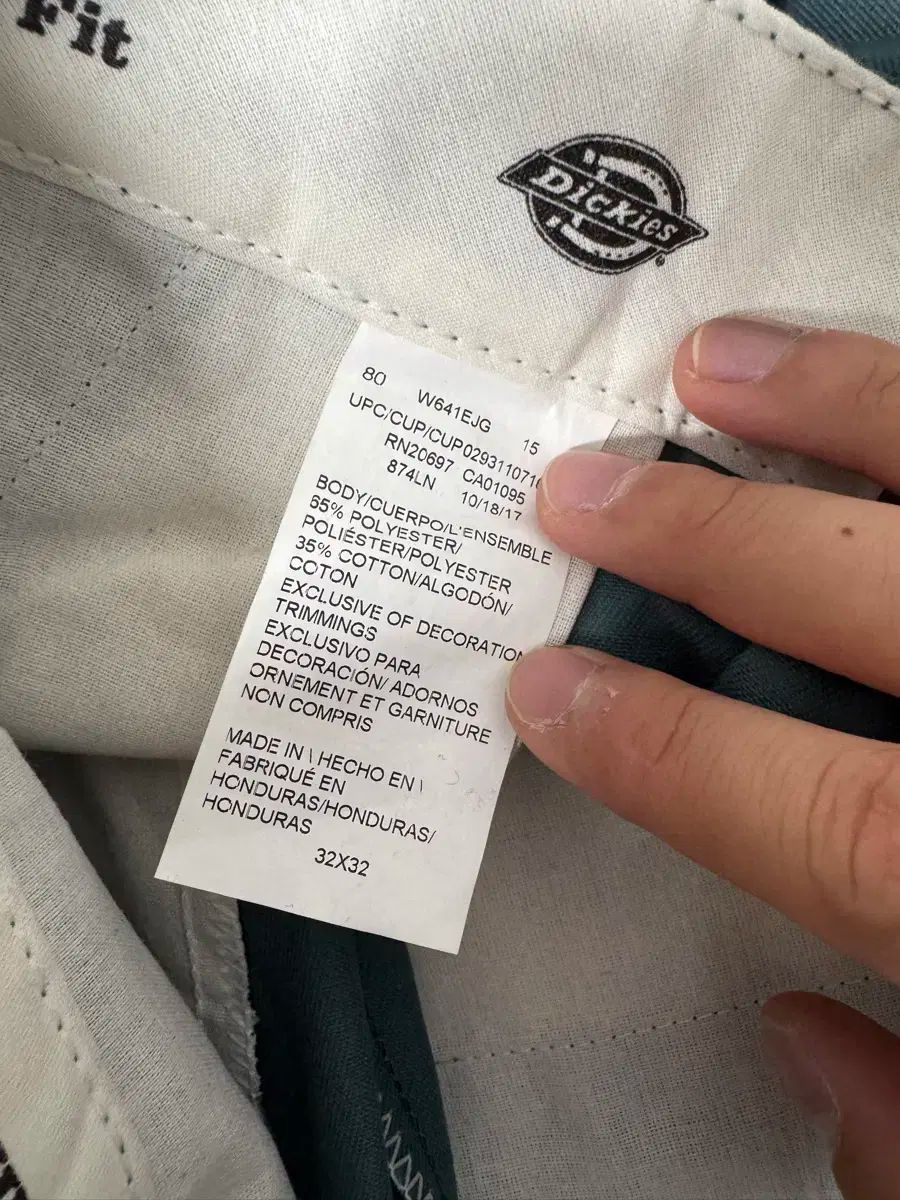 Fit
Dickies
80 W641EJG 15
UPC/CUP/CUP029311071
RN20697 CA01095
874LN 10/18/17
BODY/CUERPO/L'ENSEMBLE
65% POLYESTER/
POLIÉSTER/POLYESTER
35% COTTON/ALGODÓN/
COTON
EXCLUSIVE OF DECORATION
TRIMMINGS
EXCLUSIVO PARA
DECORACIÓN/ ADORNOS
ORNEMENT ET GARNITURE
NON COMPRIS
MADE IN \ HECHO EN \
FABRIQUÉ EN
HONDURAS/HONDURAS/
HONDURAS
32X32